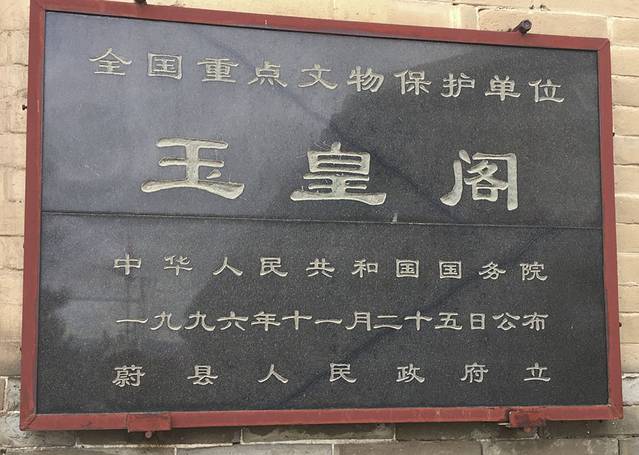 全国重点文物保护单位
玉皇阁
中华人民共和国国务院
一九九六年十一月二十五日公布
蔚县人民政府立